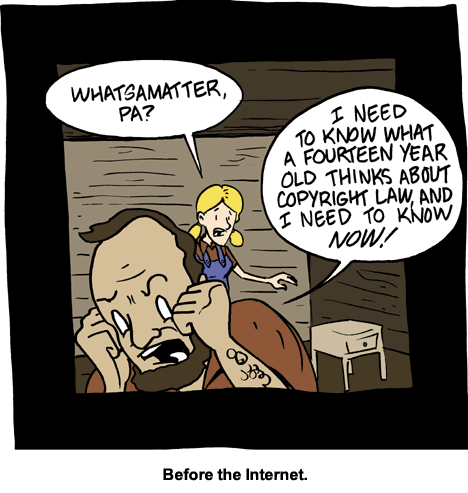 WHATSAMATTER,
PA?
I NEED
TO KNOW WHAT
A FOURTEEN YEAR
OLD THINKS ABOUT
COPYRIGHT LAW, AND
I NEED TO KNOW
NOW!
Before the Internet.